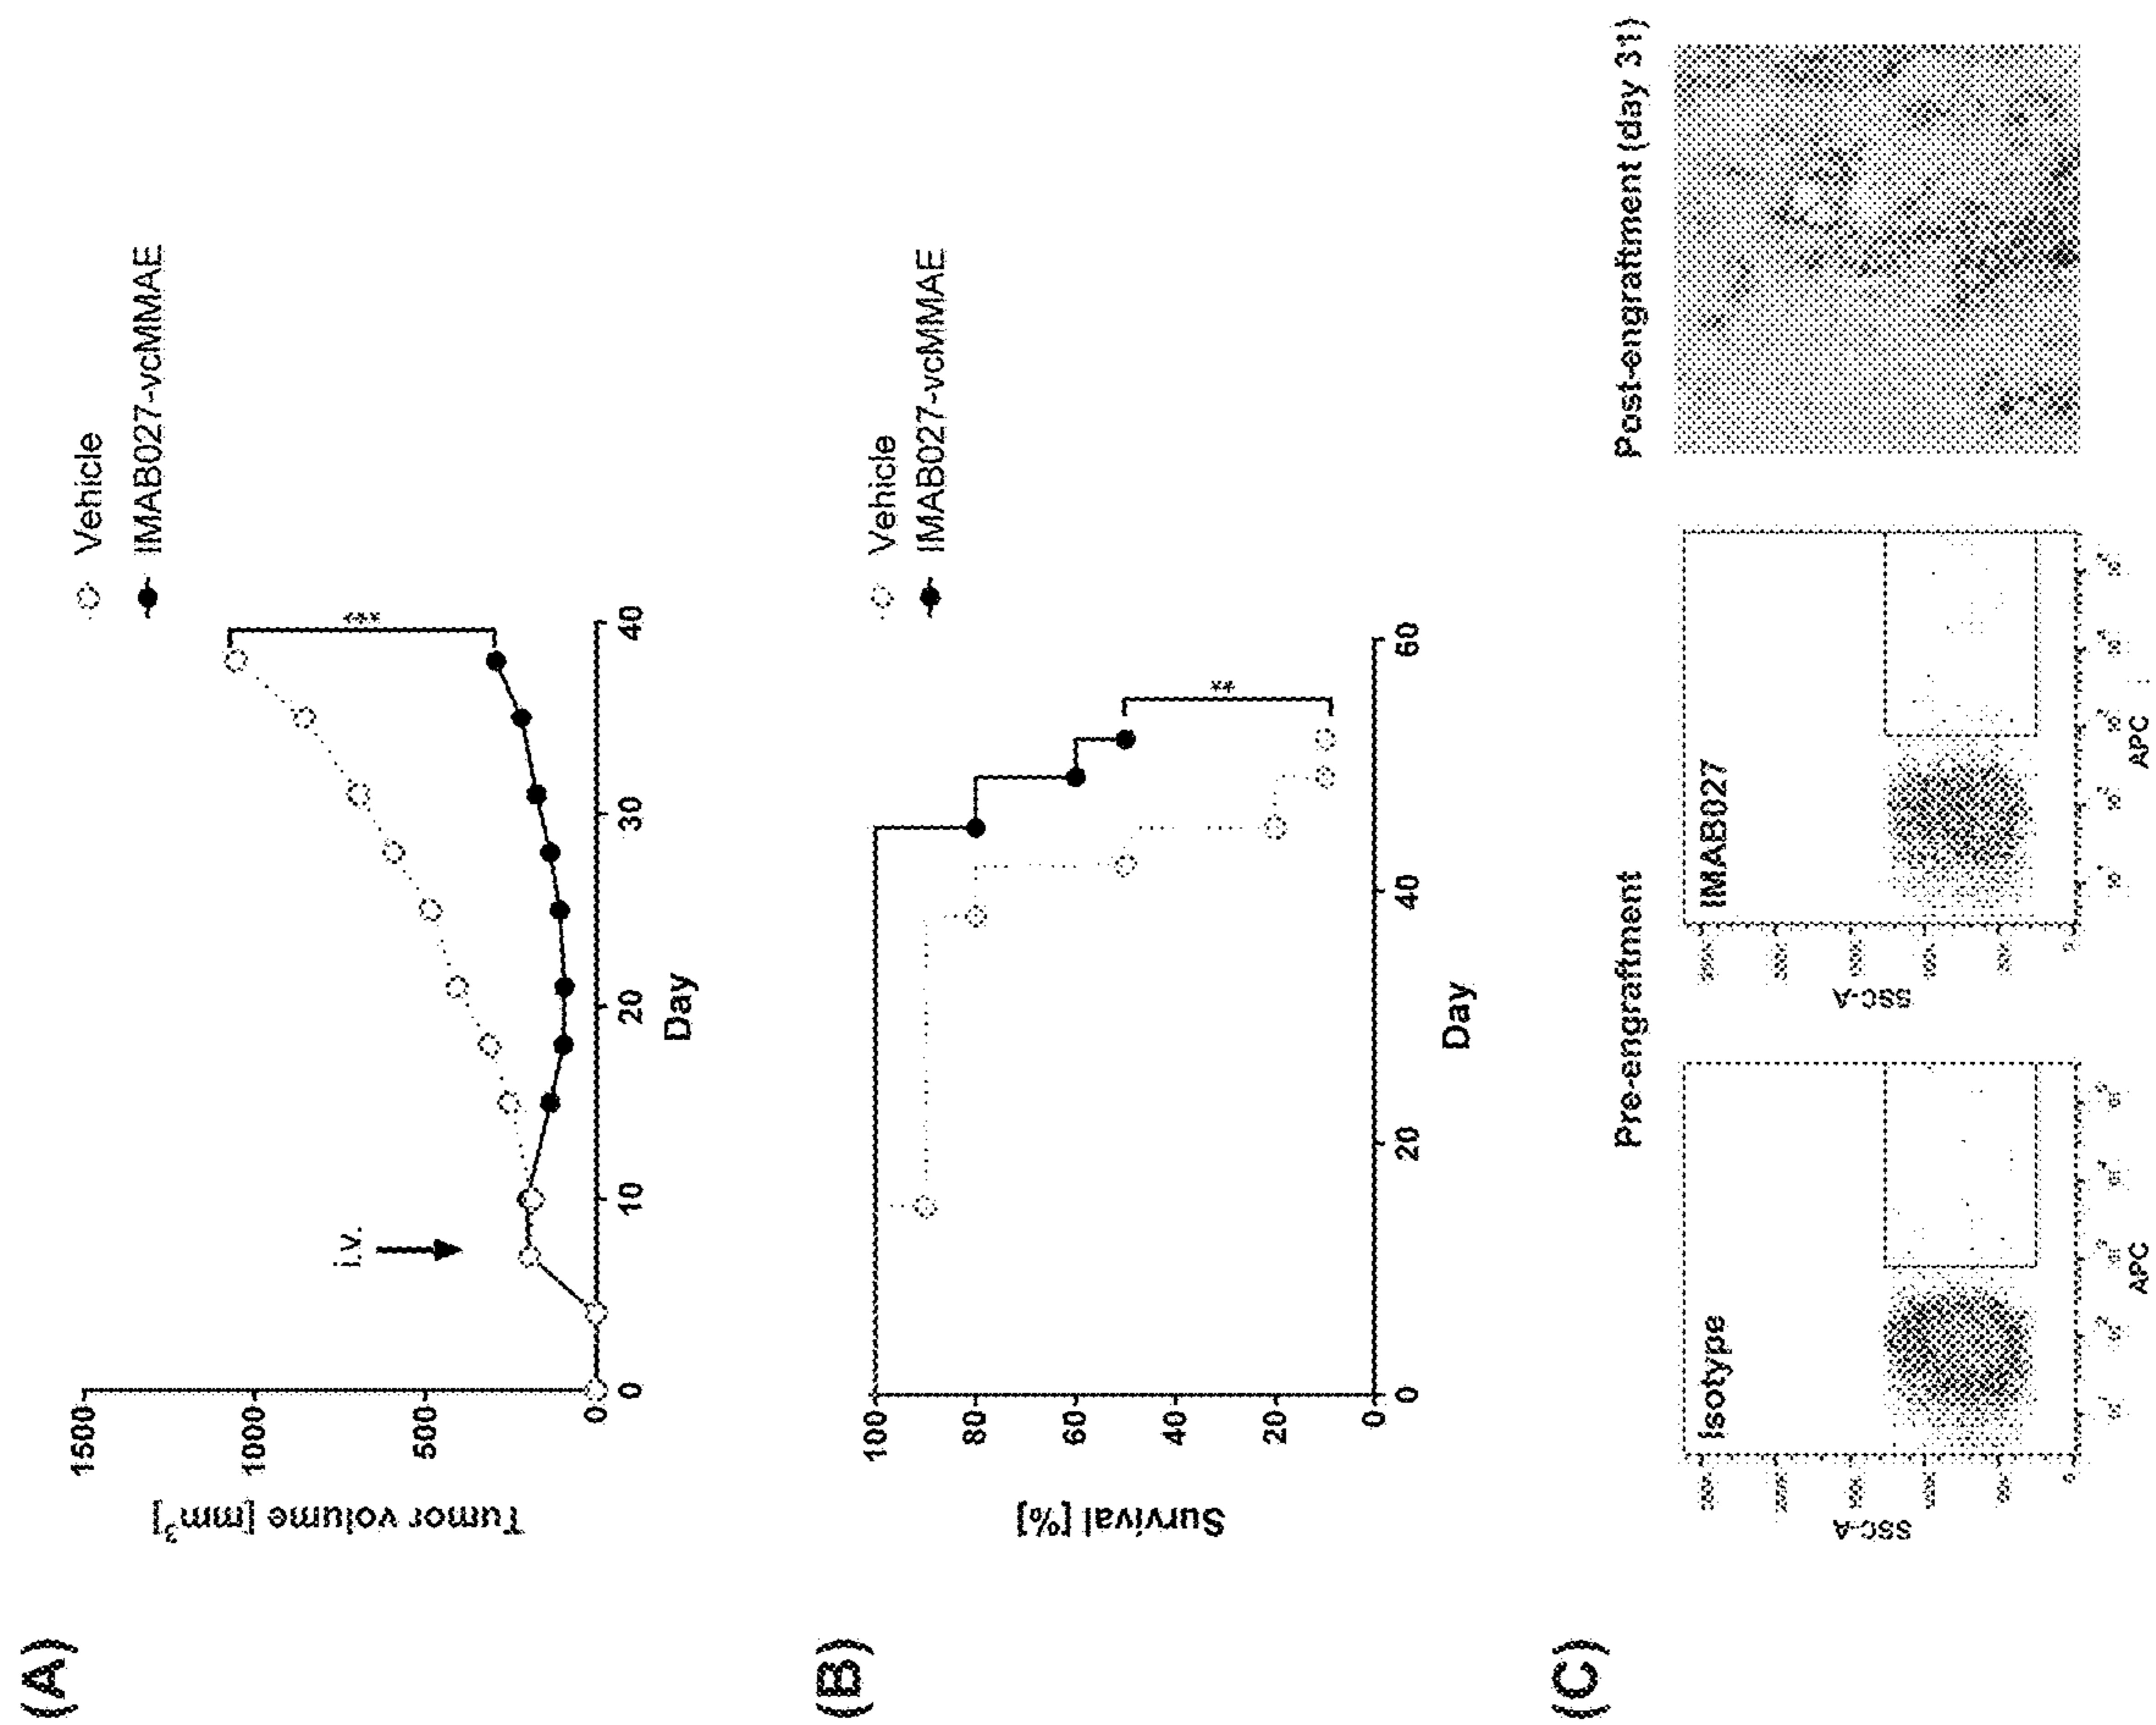 (A)
Tumor volume [mm³]
1500
1000
500
0
i.v.
***
0
10
20
30
40
Day
Vehicle
IMAB027-vcMMAE
(B)
Survival [%]
100
80
60
40
20
0
**
0
20
40
60
Day
Vehicle
IMAB027-vcMMAE
(C)
Pre-engraftment
Post-engraftment (day 31)
Isotype
SSC-A
APC
IMAB027
SSC-A
APC